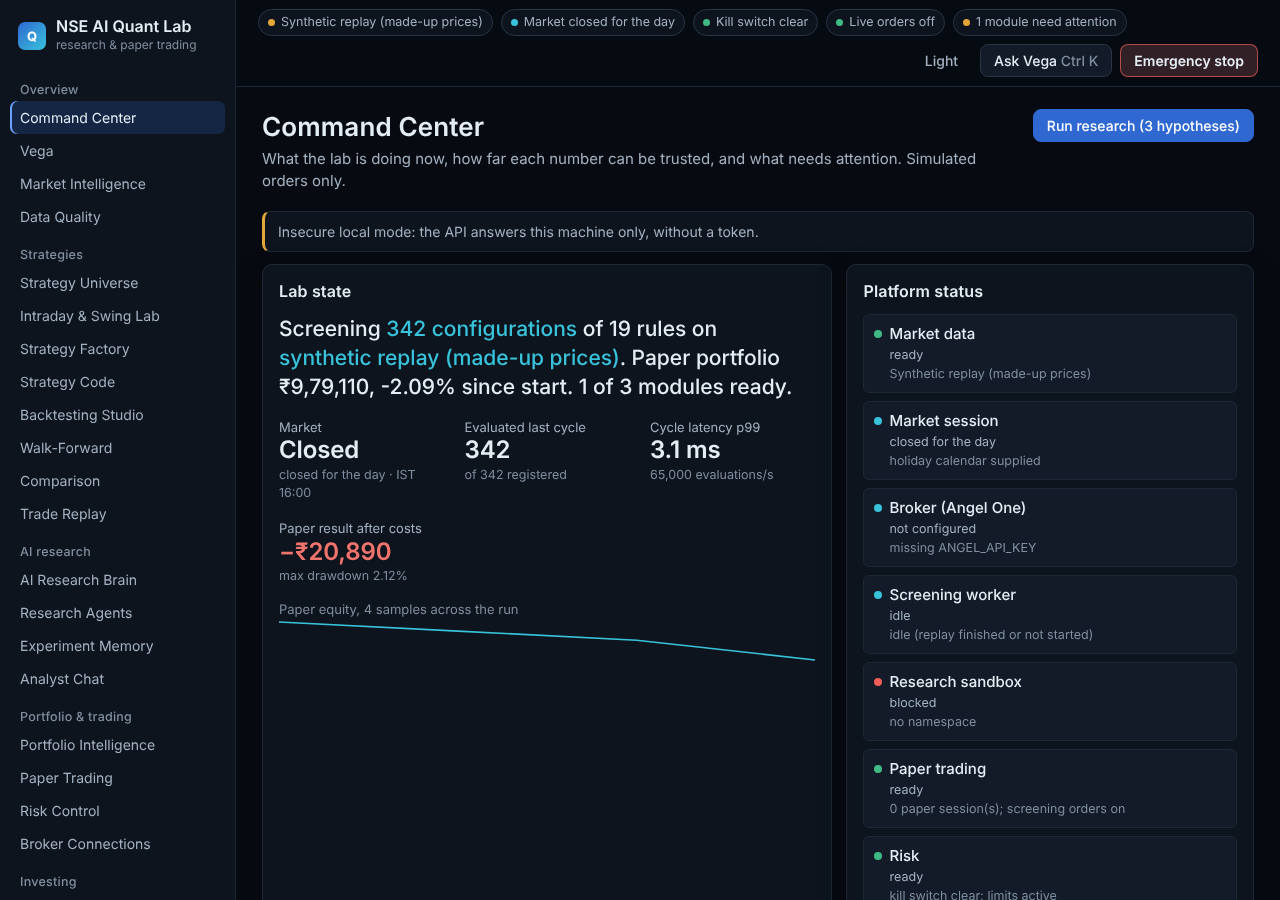 Q
NSE AI Quant Lab
research & paper trading
Overview
Command Center
Vega
Market Intelligence
Data Quality
Strategies
Strategy Universe
Intraday & Swing Lab
Strategy Factory
Strategy Code
Backtesting Studio
Walk-Forward
Comparison
Trade Replay
AI research
AI Research Brain
Research Agents
Experiment Memory
Analyst Chat
Portfolio & trading
Portfolio Intelligence
Paper Trading
Risk Control
Broker Connections
Investing
Synthetic replay (made-up prices)
Market closed for the day
Kill switch clear
Live orders off
1 module need attention
Light
Ask Vega Ctrl K
Emergency stop
Command Center
What the lab is doing now, how far each number can be trusted, and what needs attention. Simulated
orders only.
Run research (3 hypotheses)
Insecure local mode: the API answers this machine only, without a token.
Lab state
Screening 342 configurations of 19 rules on
synthetic replay (made-up prices). Paper portfolio
₹9,79,110, -2.09% since start. 1 of 3 modules ready.
Market
Closed
closed for the day · IST
16:00
Evaluated last cycle
342
of 342 registered
Cycle latency p99
3.1 ms
65,000 evaluations/s
Paper result after costs
−₹20,890
max drawdown 2.12%
Paper equity, 4 samples across the run
Platform status
Market data
ready
Synthetic replay (made-up prices)
Market session
closed for the day
holiday calendar supplied
Broker (Angel One)
not configured
missing ANGEL_API_KEY
Screening worker
idle
idle (replay finished or not started)
Research sandbox
blocked
no namespace
Paper trading
ready
0 paper session(s); screening orders on
Risk
ready
kill switch clear; limits active